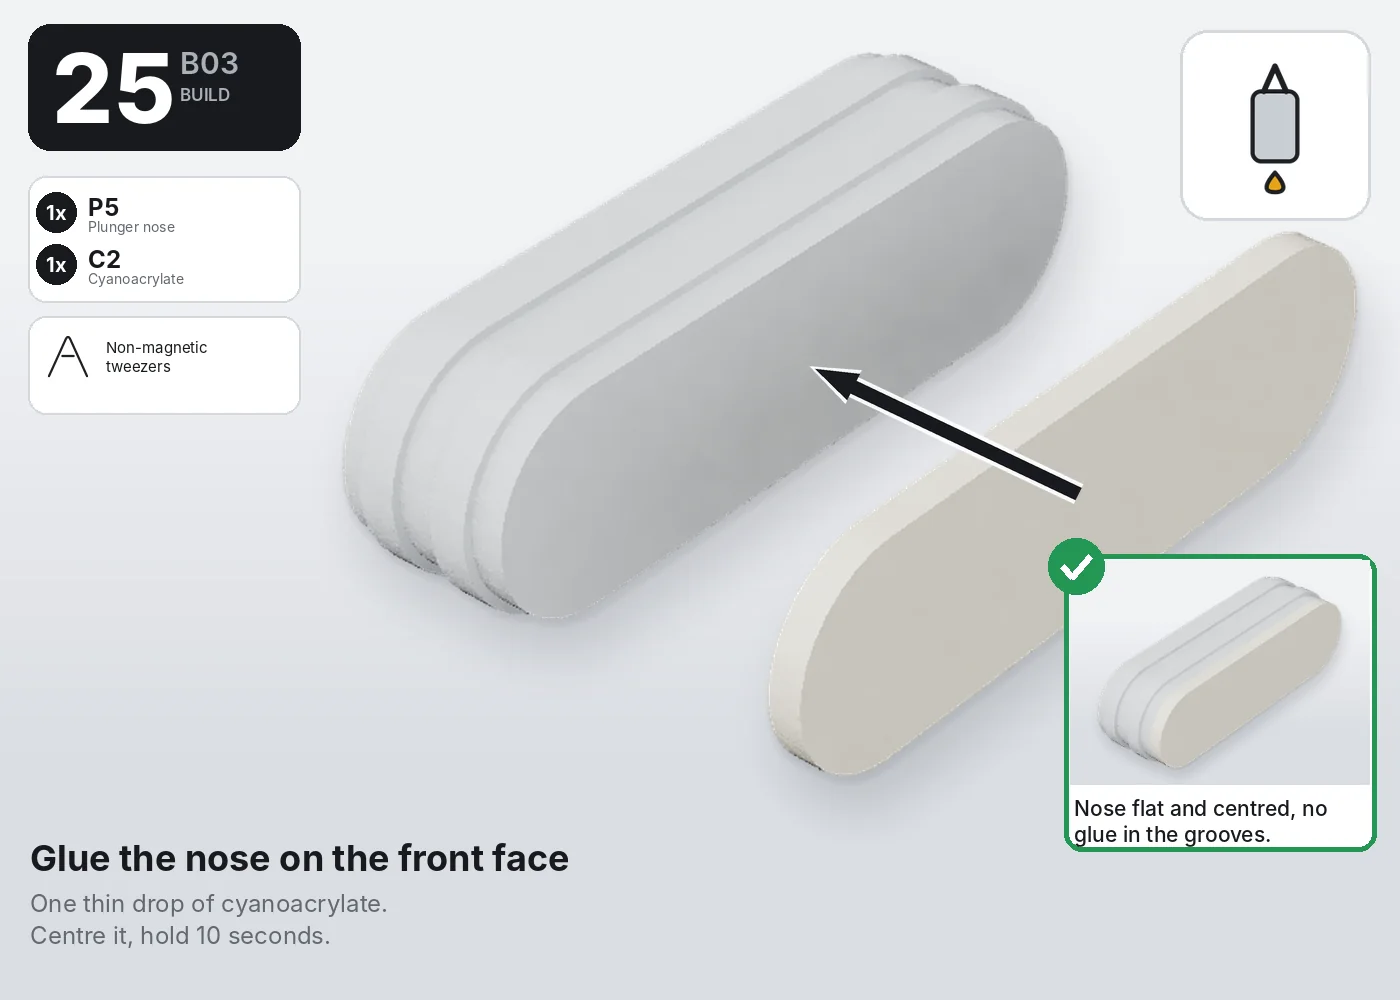 25 B03
BUILD
1x P5
Plunger nose
1x C2
Cyanoacrylate
Non-magnetic
tweezers
Nose flat and centred, no
glue in the grooves.
Glue the nose on the front face
One thin drop of cyanoacrylate.
Centre it, hold 10 seconds.